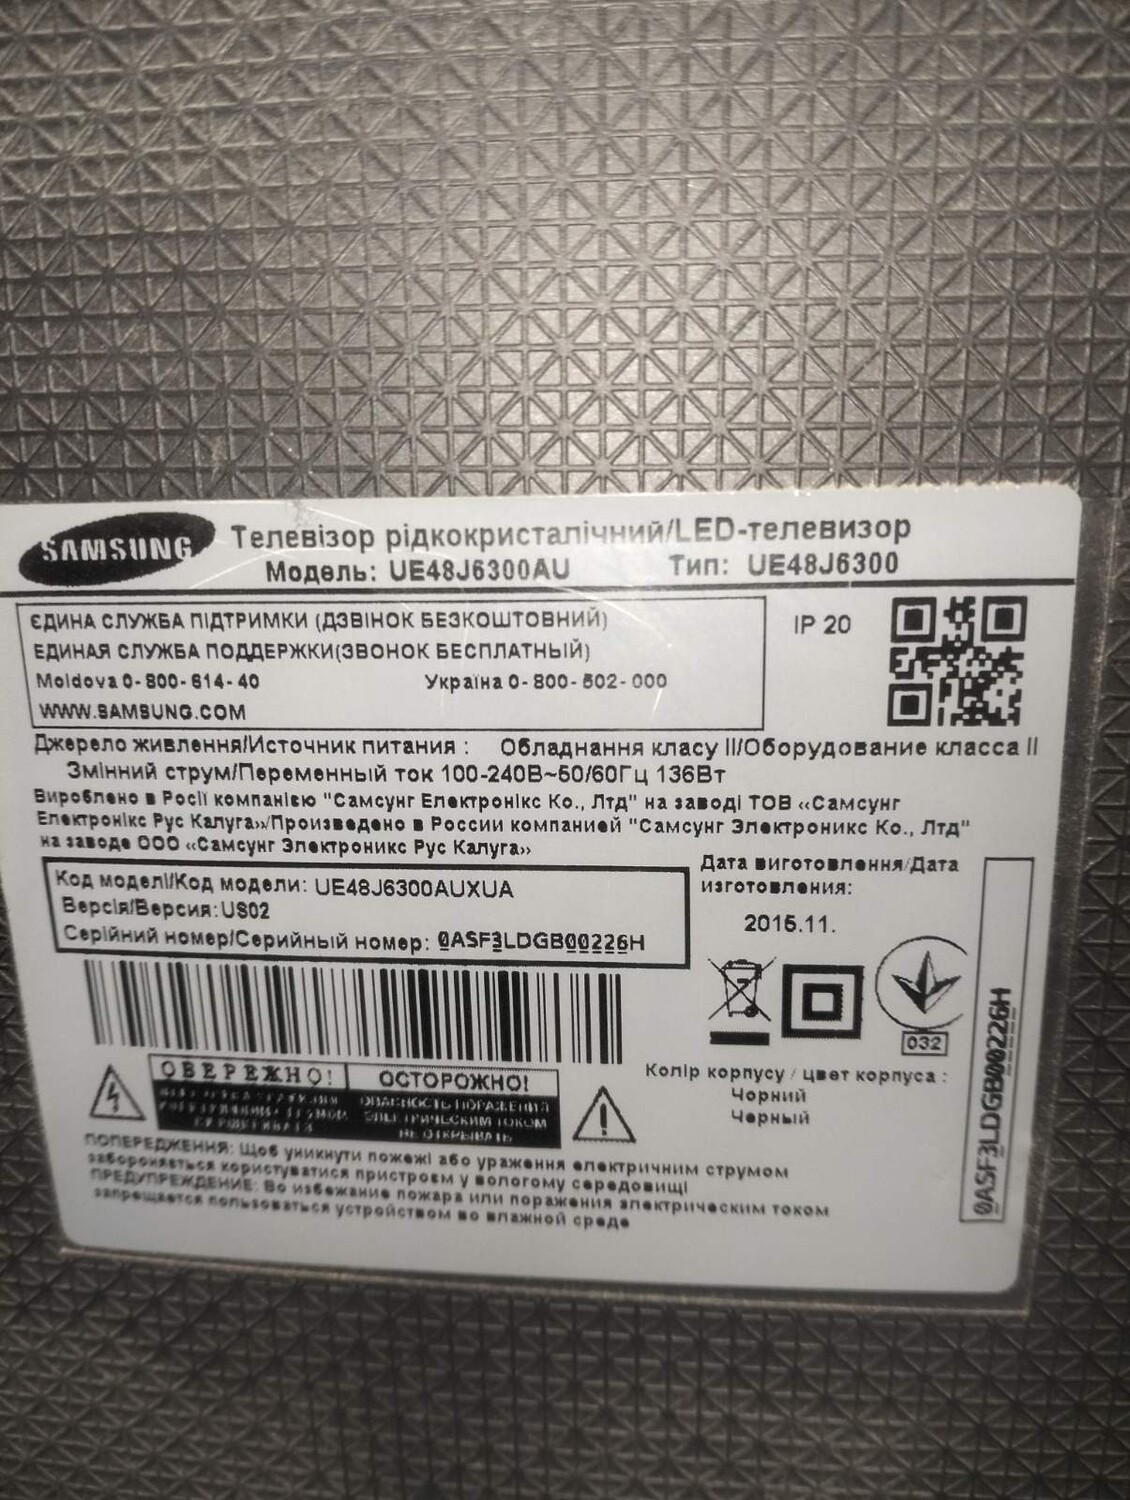 SAMSUNG
Телевізор рідкокристалічний/LED-телевизор
Модель: UE48J6300AU Тип: UE48J6300
ЄДИНА СЛУЖБА ПІДТРИМКИ (ДЗВІНОК БЕЗКОШТОВНИЙ)
ЕДИНАЯ СЛУЖБА ПОДДЕРЖКИ(ЗВОНОК БЕСПЛАТНЫЙ)
Moldova 0-800-614-40 Україна 0-800-502-000
WWW.SAMSUNG.COM
IP 20
Джерело живлення/Источник питания : Обладнання класу II/Оборудование класса II
Змінний струм/Переменный ток 100-240В~50/60Гц 136Вт
Вироблено в Росії компанією "Самсунг Електронікс Ко., Лтд" на заводі ТОВ «Самсунг
Електронікс Рус Калуга»/Произведено в России компанией "Самсунг Электроникс Ко., Лтд"
на заводе ООО «Самсунг Электроникс Рус Калуга»
Код моделі/Код модели: UE48J6300AUXUA
Версія/Версия: US02
Серійний номер/Серийный номер: 0ASF3LDGB00226H
Дата виготовлення/Дата
изготовления:
2015.11.
032
Колір корпусу / цвет корпуса :
Чорний
Черный
0ASF3LDGB00226H
ОБЕРЕЖНО! ОСТОРОЖНО!
ОПАСНОСТЬ ПОРАЖЕНИЯ
ЭЛЕКТРИЧЕСКИМ ТОКОМ
НЕ ОТКРЫВАТЬ
ПОПЕРЕДЖЕННЯ: Щоб уникнути пожежі або ураження електричним струмом
забороняється користуватися пристроєм у вологому середовищі
ПРЕДУПРЕЖДЕНИЕ: Во избежание пожара или поражения электрическим током
запрещается пользоваться устройством во влажной среде